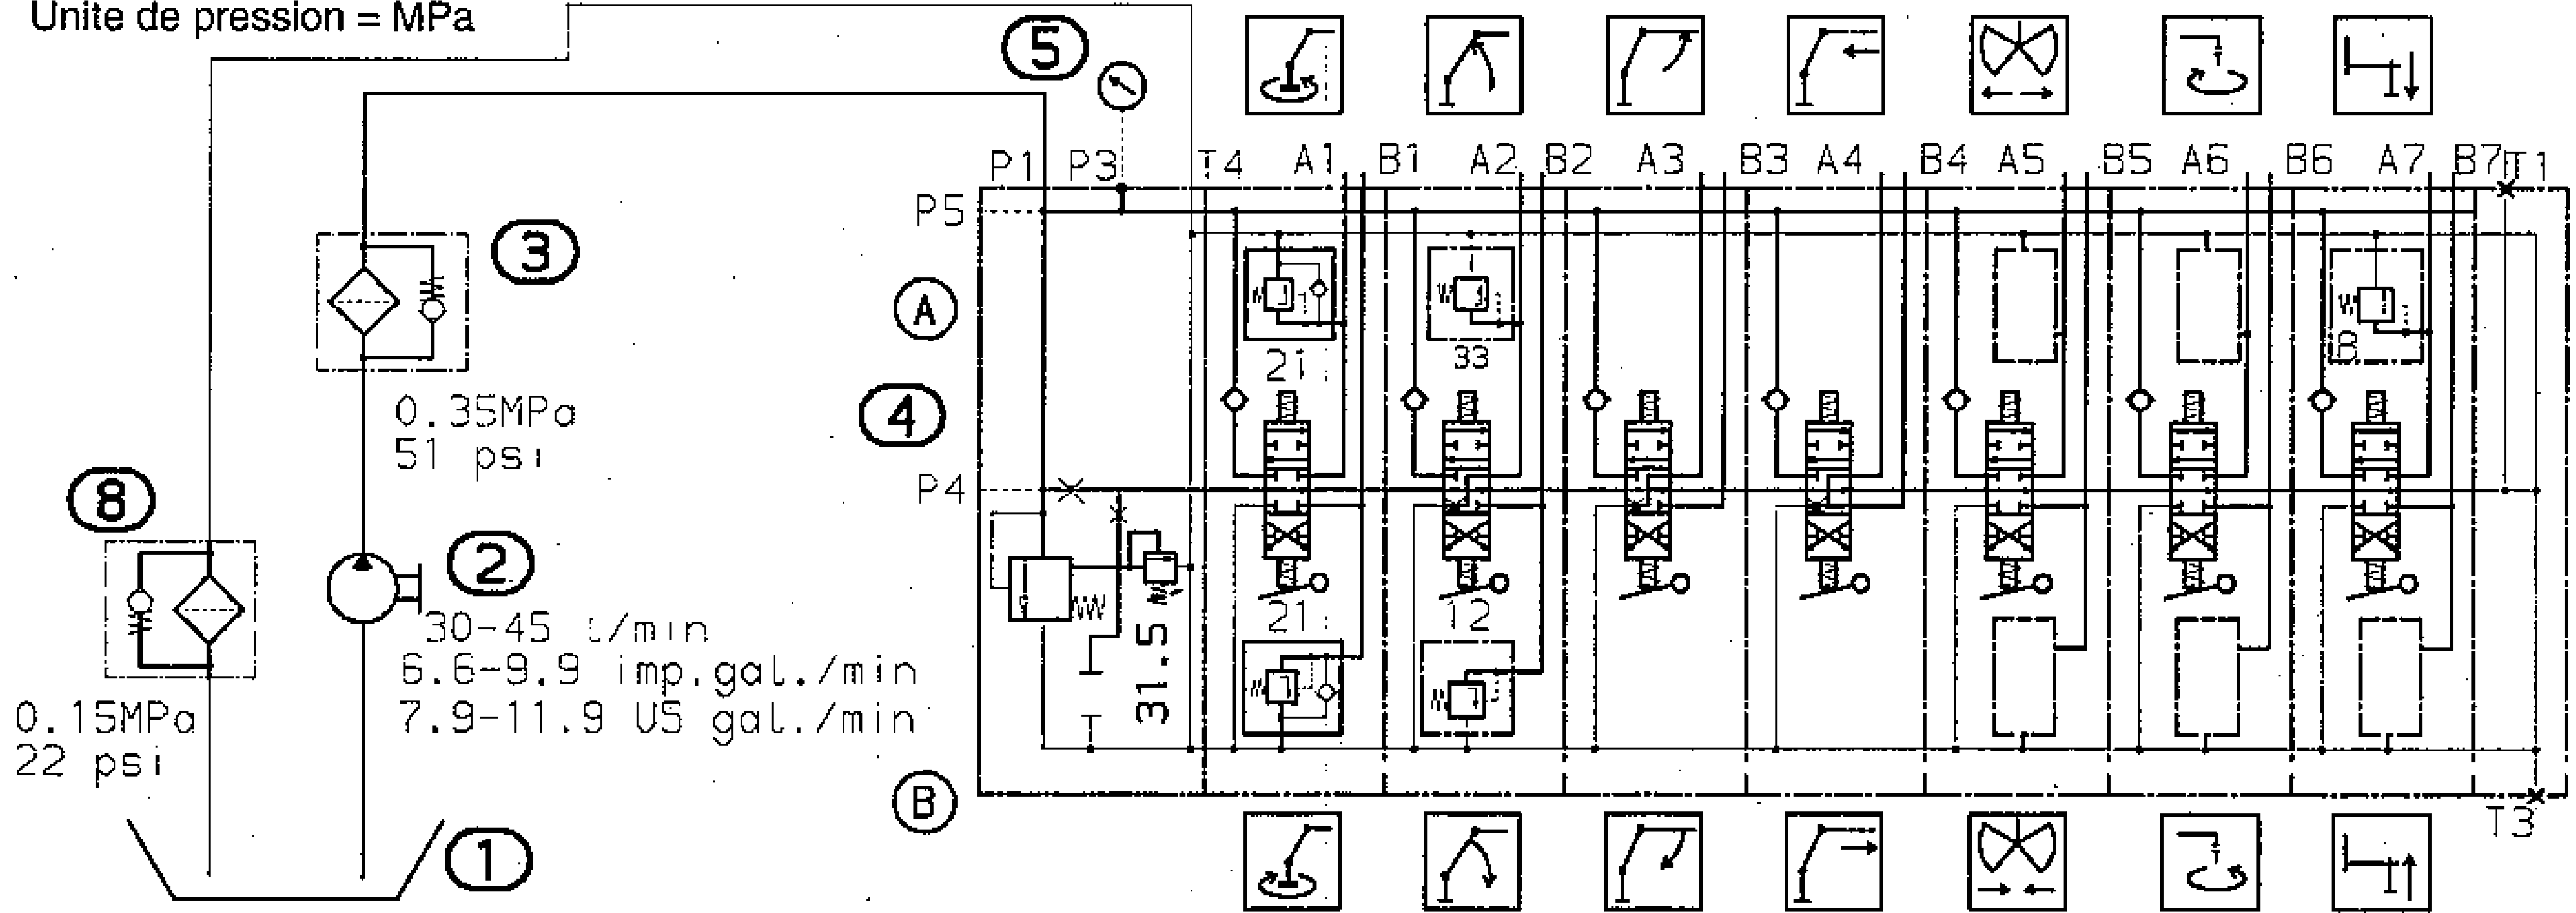 Unite de pression = MPa
5
P1 P3 T4 A1 B1 A2 B2 A3 B3 A4 B4 A5 B5 A6 B6 A7 B7 T1
P5
3
A
21 33 B
4
0.35MPa
51 psi
P4
8
2
30-45 l/min
6.6-9.9 imp.gal./min
7.9-11.9 US gal./min
31.5
21 12
T
0.15MPa
22 psi
B
T3
1